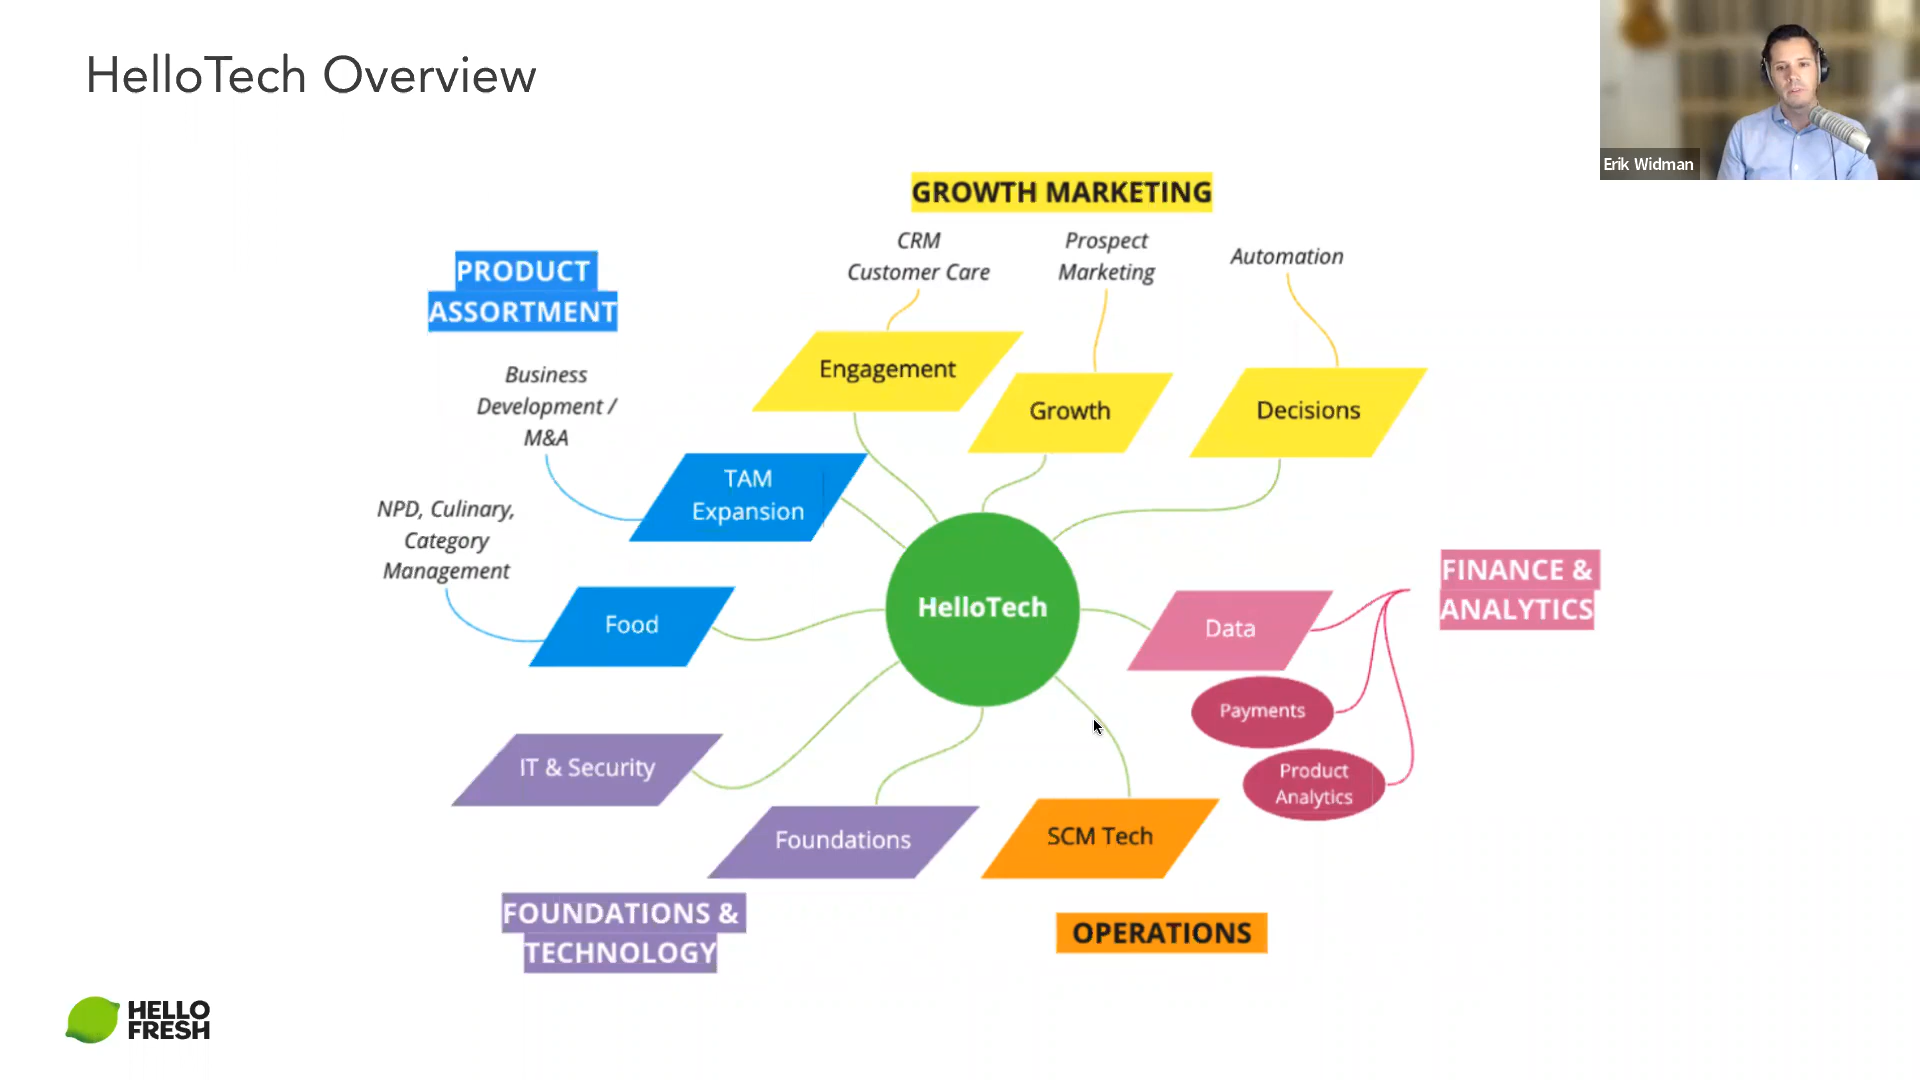 HelloTech Overview
Erik Widman
GROWTH MARKETING
CRM
Customer Care
Prospect
Marketing
Automation
PRODUCT
ASSORTMENT
Business
Development /
M&A
Engagement
Growth
Decisions
TAM
Expansion
NPD, Culinary,
Category
Management
Food
HelloTech
Data
FINANCE &
ANALYTICS
Payments
Product
Analytics
IT & Security
Foundations
SCM Tech
FOUNDATIONS &
TECHNOLOGY
OPERATIONS
HELLO
FRESH